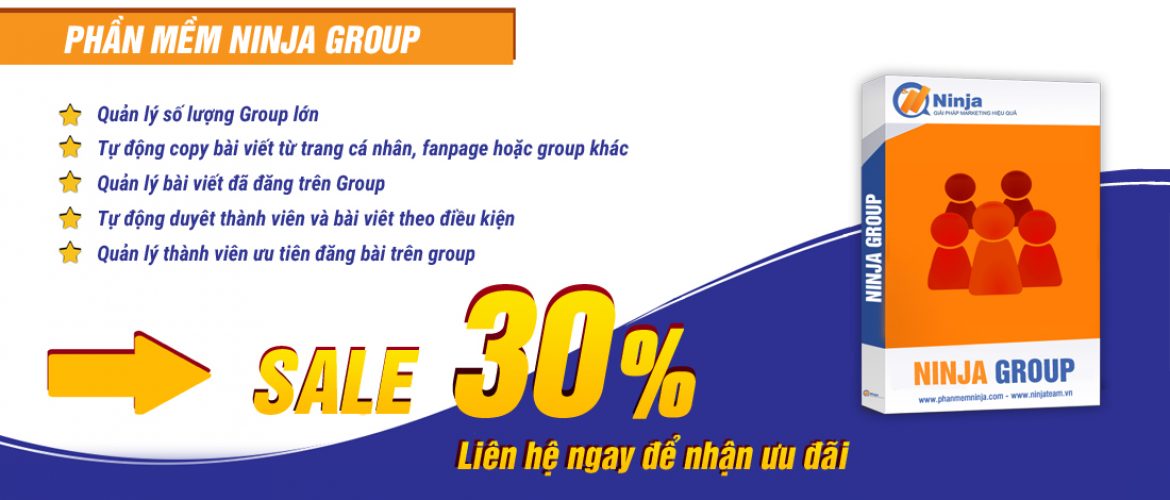 PHẦN MỀM NINJA GROUP
Quản lý số lượng Group lớn
Tự động copy bài viết từ trang cá nhân, fanpage hoặc group khác
Quản lý bài viết đã đăng trên Group
Tự động duyêt thành viên và bài viêt theo điều kiện
Quản lý thành viên ưu tiên đăng bài trên group
SALE 30%
Liên hệ ngay để nhận ưu đãi
Ninja
GIẢI PHÁP MARKETING HIỆU QUẢ
NINJA GROUP
NINJA GROUP
www.phanmemninja.com - www.ninjateam.vn